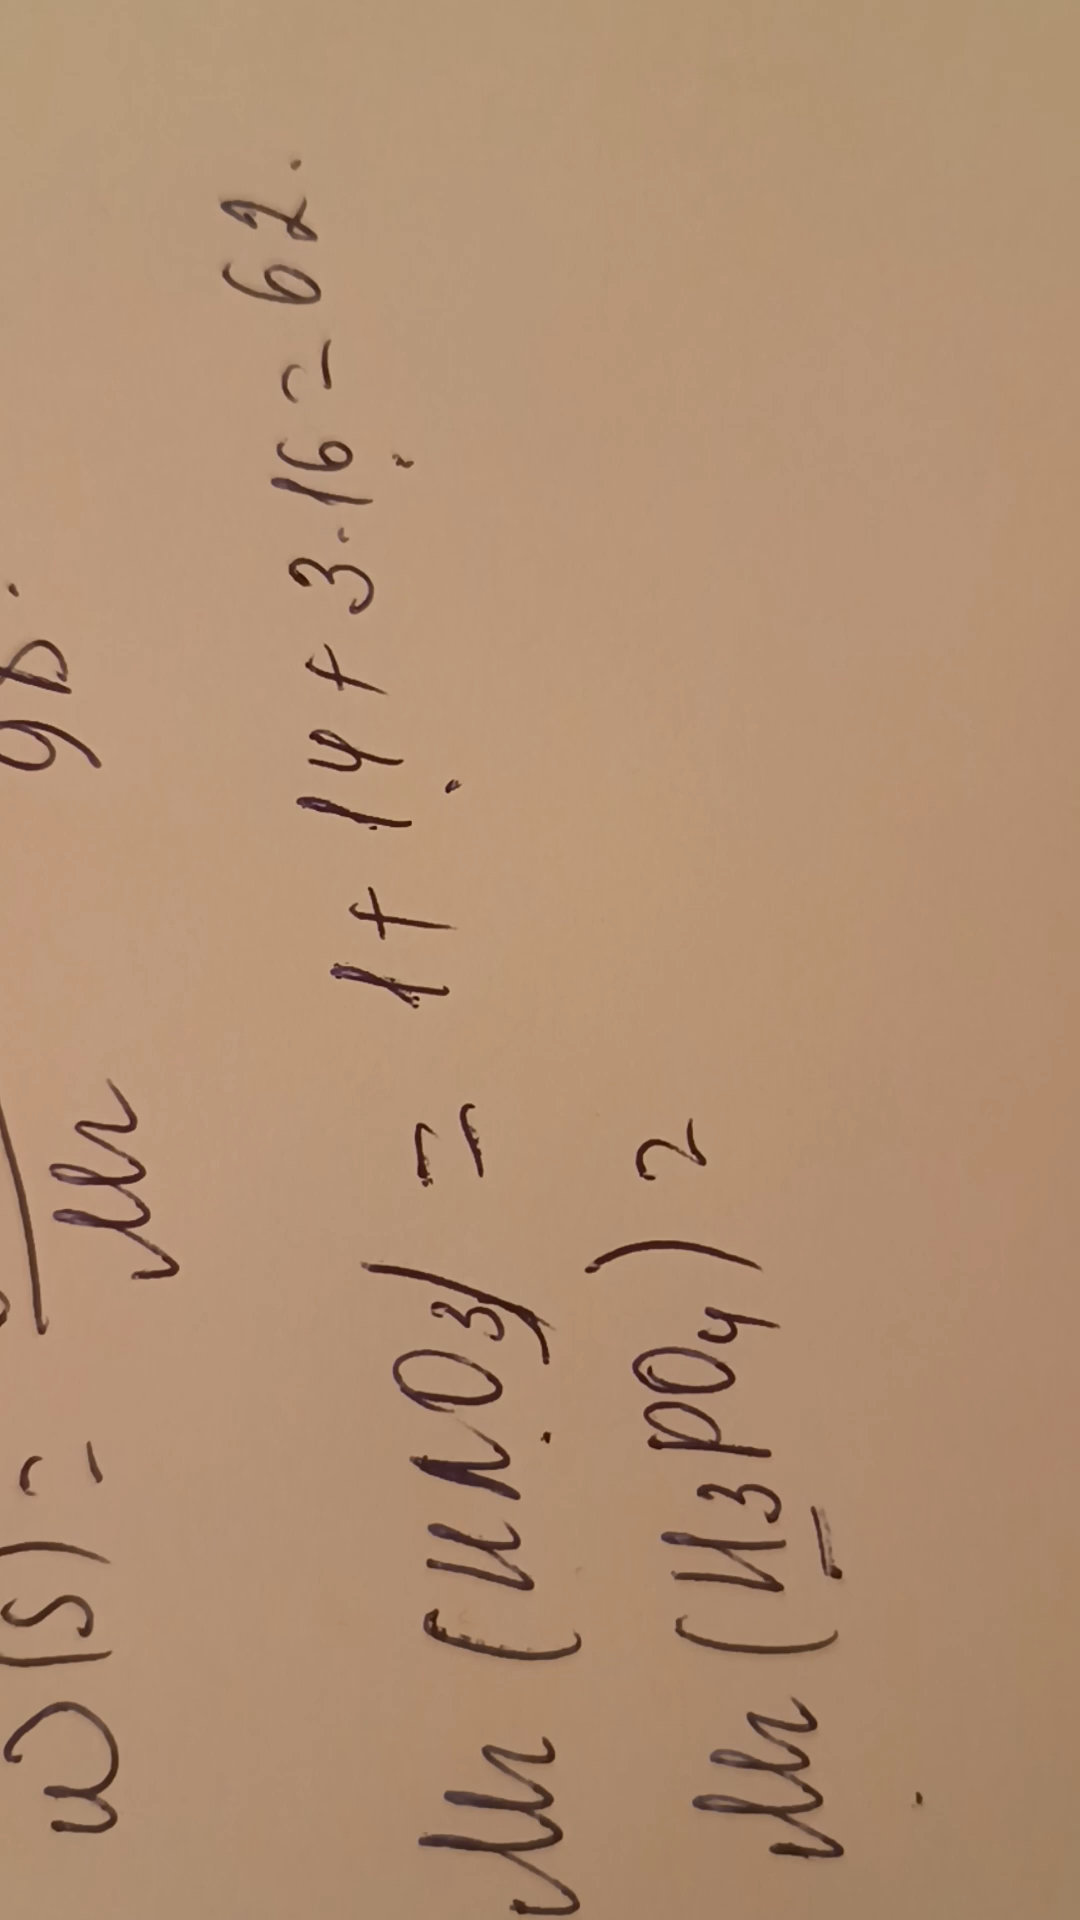 ω(S) = Mr 98.
Mr (HNO3) = 1 + 14 + 3·16 = 62.
Mr (H3PO4) =